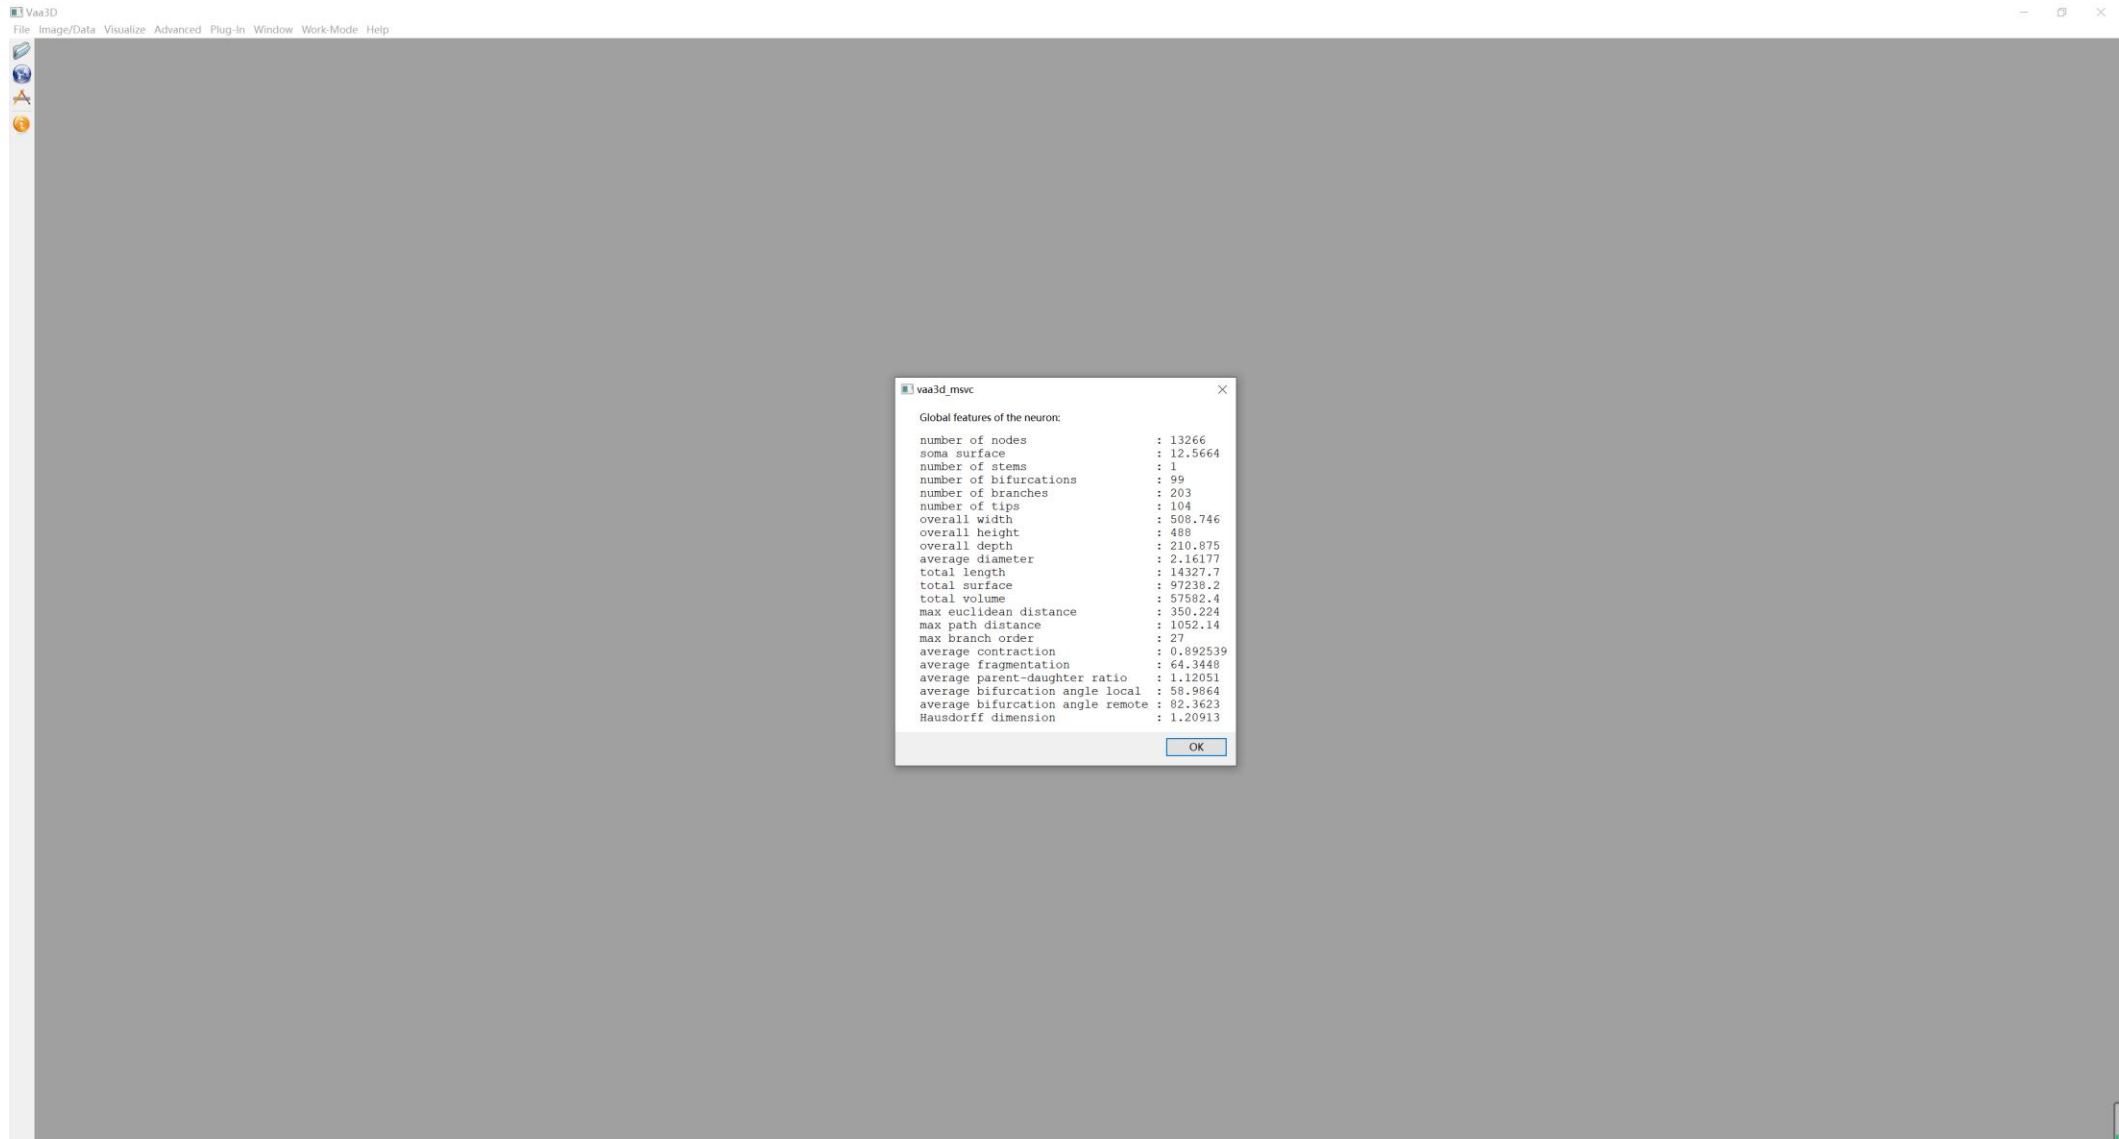 Vaa3D
File Image/Data Visualize Advanced Plug-In Window Work-Mode Help
vaa3d_msvc
Global features of the neuron:
number of nodes : 13266
soma surface : 12.5664
number of stems : 1
number of bifurcations : 99
number of branches : 203
number of tips : 104
overall width : 508.746
overall height : 488
overall depth : 210.875
average diameter : 2.16177
total length : 14327.7
total surface : 97238.2
total volume : 57582.4
max euclidean distance : 350.224
max path distance : 1052.14
max branch order : 27
average contraction : 0.892539
average fragmentation : 64.3448
average parent-daughter ratio : 1.12051
average bifurcation angle local : 58.9864
average bifurcation angle remote : 82.3623
Hausdorff dimension : 1.20913
OK